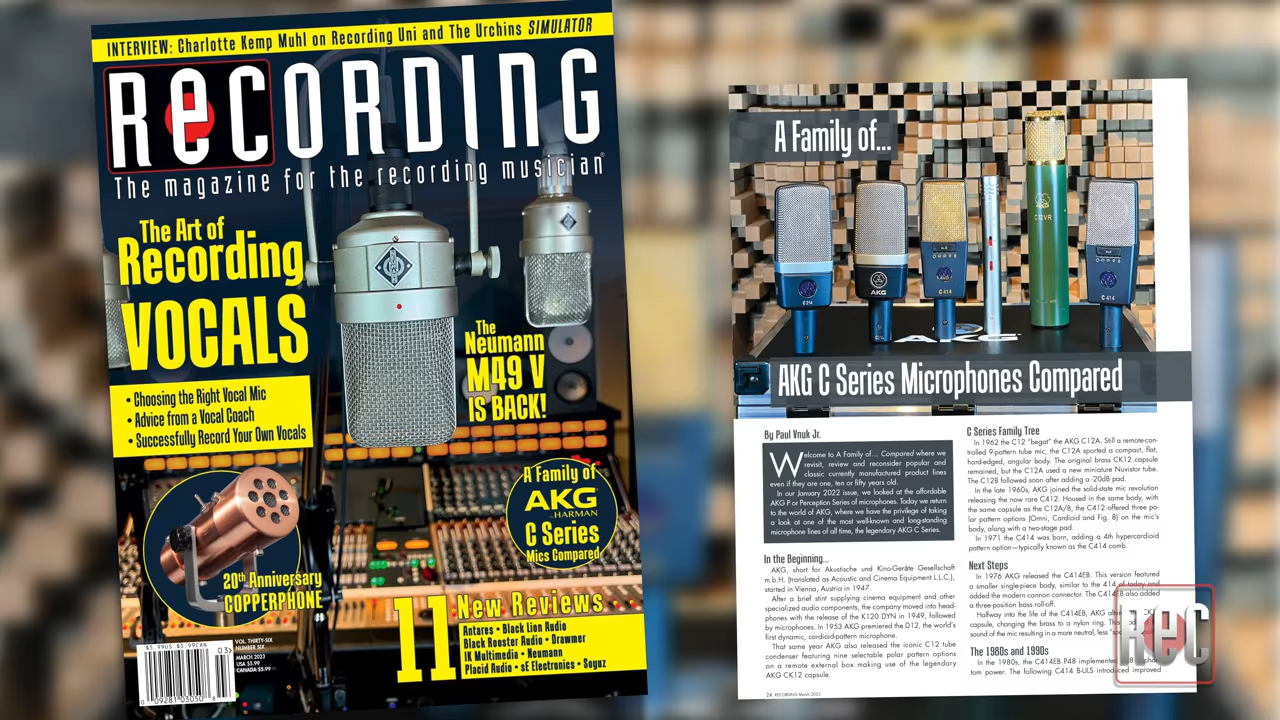 INTERVIEW: Charlotte Kemp Muhl on Recording Uni and The Urchins SIMULATOR
ReCORDING
The magazine for the recording musician®
The Art of
Recording
VOCALS
• Choosing the Right Vocal Mic
• Advice from a Vocal Coach
• Successfully Record Your Own Vocals
The
Neumann
M49 V
IS BACK!
A Family of
AKG
by HARMAN
C Series
Mics Compared
20th Anniversary
COPPERPHONE
11 New Reviews
Antares • Black Lion Audio
Black Rooster Audio • Drawmer
IK Multimedia • Neumann
Placid Audio • sE Electronics • Soyuz
$5.99US $5.99CAN
03>
VOL. THIRTY-SIX
NUMBER SIX
MARCH 2023
USA $5.99
CANADA $5.99
A Family of...
C12VR
C 214
AKG
C 414
C 414
AKG
AKG C Series Microphones Compared
By Paul Vnuk Jr.
Welcome to A Family of... Compared where we
revisit, review and reconsider popular and
classic currently manufactured product lines
even if they are one, ten or fifty years old.
In our January 2022 issue, we looked at the affordable
AKG P or Perception Series of microphones. Today we return
to the world of AKG, where we have the privilege of taking
a look at one of the most well-known and long-standing
microphone lines of all time, the legendary AKG C Series.
In the Beginning...
AKG, short for Akustische und Kino-Geräte Gesellschaft
m.b.H. (translated as Acoustic and Cinema Equipment L.L.C.),
started in Vienna, Austria in 1947.
After a brief stint supplying cinema equipment and other
specialized audio components, the company moved into head-
phones with the release of the K120 DYN in 1949, followed
by microphones. In 1953 AKG premiered the D12, the world's
first dynamic, cardioid-pattern microphone.
That same year AKG also released the iconic C12 tube
condenser featuring nine selectable polar pattern options
on a remote external box making use of the legendary
AKG CK12 capsule.
C Series Family Tree
In 1962 the C12 "begat" the AKG C12A. Still a remote-con-
trolled 9-pattern tube mic, the C12A sported a compact, flat,
hard-edged, angular body. The original brass CK12 capsule
remained, but the C12A used a new miniature Nuvistor tube.
The C12B followed soon after adding a -20dB pad.
In the late 1960s, AKG joined the solid-state mic revolution
releasing the now rare C412. Housed in the same body, with
the same capsule as the C12A/B, the C412 offered three po-
lar pattern options (Omni, Cardioid and Fig. 8) on the mic's
body, along with a two-stage pad.
In 1971 the C414 was born, adding a 4th hypercardioid
pattern option—typically known as the C414 comb.
Next Steps
In 1976 AKG released the C414EB. This version featured
a smaller single-piece body, similar to the 414 of today and
added the modern cannon connector. The C414EB also added
a three-position bass roll-off.
Halfway into the life of the C414EB, AKG
capsule, changing the brass to a nylon ring. This
sound of the mic resulting in a more neutral, less
The 1980s and 1990s
In the 1980s, the C414EB P48 implemented
tom power. The following C414 B-ULS introduced improved
24 RECORDING March 2023
ReC